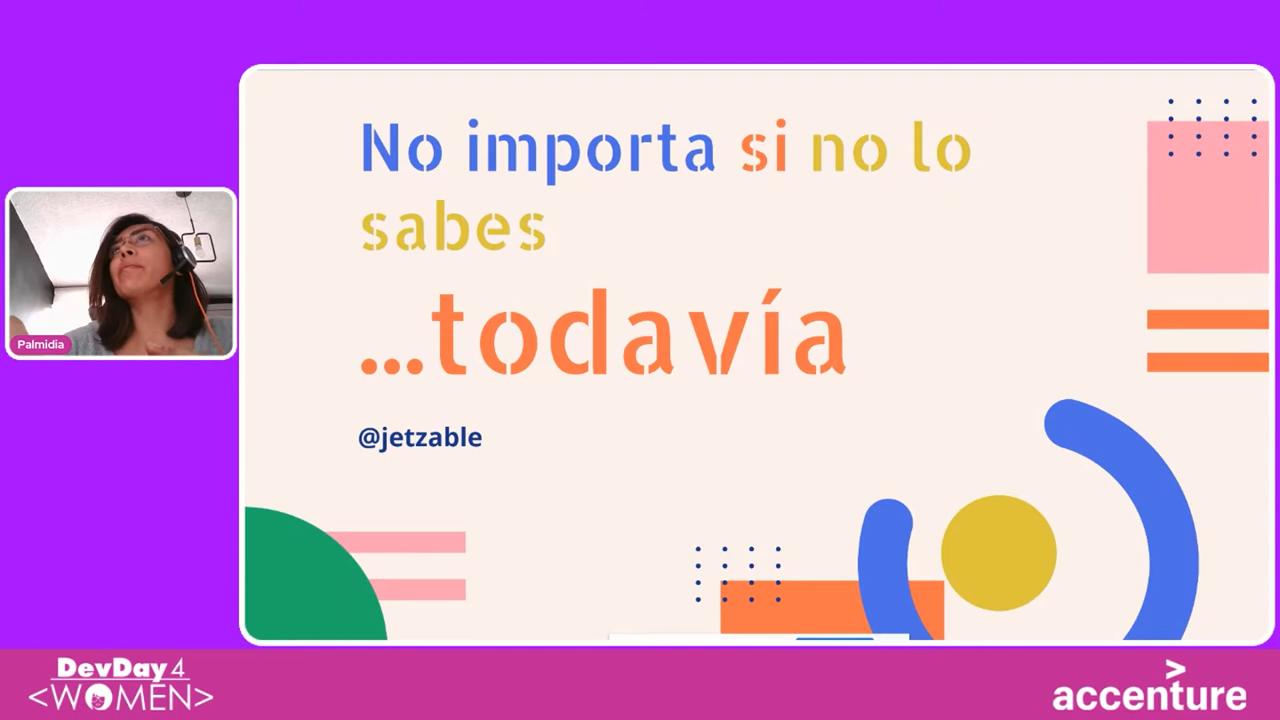 No importa si no lo
sabes
...todavía
@jetzable
Palmidia
DevDay4
<WOMEN>
>
accenture